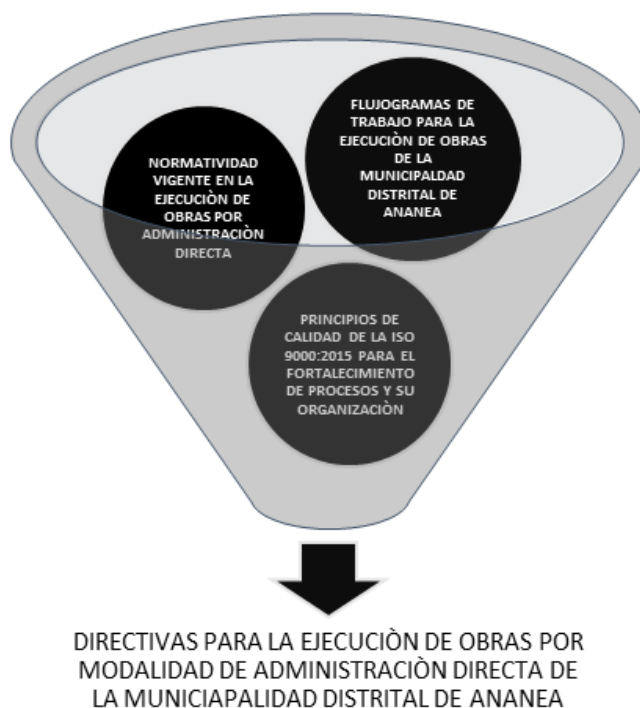 FLUJOGRAMAS DE
TRABAJO PARA LA
EJECUCIÒN DE OBRAS
DE LA
MUNICIPALDAD
DISTRITAL DE
ANANEA
NORMATIVIDAD
VIGENTE EN LA
EJECUCIÒN DE
OBRAS POR
ADMINISTRACIÒN
DIRECTA
PRINCIPIOS DE
CALIDAD DE LA ISO
9000:2015 PARA EL
FORTALECIMIENTO
DE PROCESOS Y SU
ORGANIZACIÒN
DIRECTIVAS PARA LA EJECUCIÒN DE OBRAS POR
MODALIDAD DE ADMINISTRACIÒN DIRECTA DE
LA MUNICIAPALIDAD DISTRITAL DE ANANEA